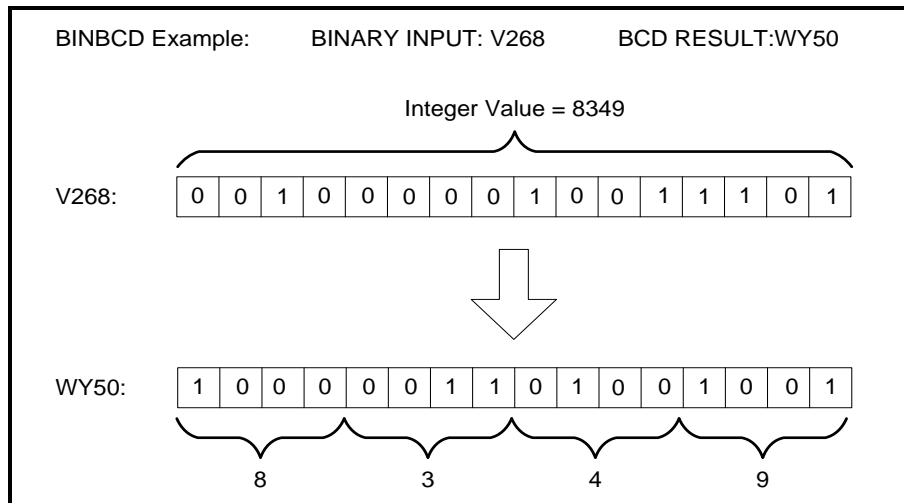 BINBCD Example: BINARY INPUT: V268 BCD RESULT:WY50
Integer Value = 8349
V268: 0 0 1 0 0 0 0 0 1 0 0 1 1 1 0 1
WY50: 1 0 0 0 0 0 1 1 0 1 0 0 1 0 0 1
8 3 4 9